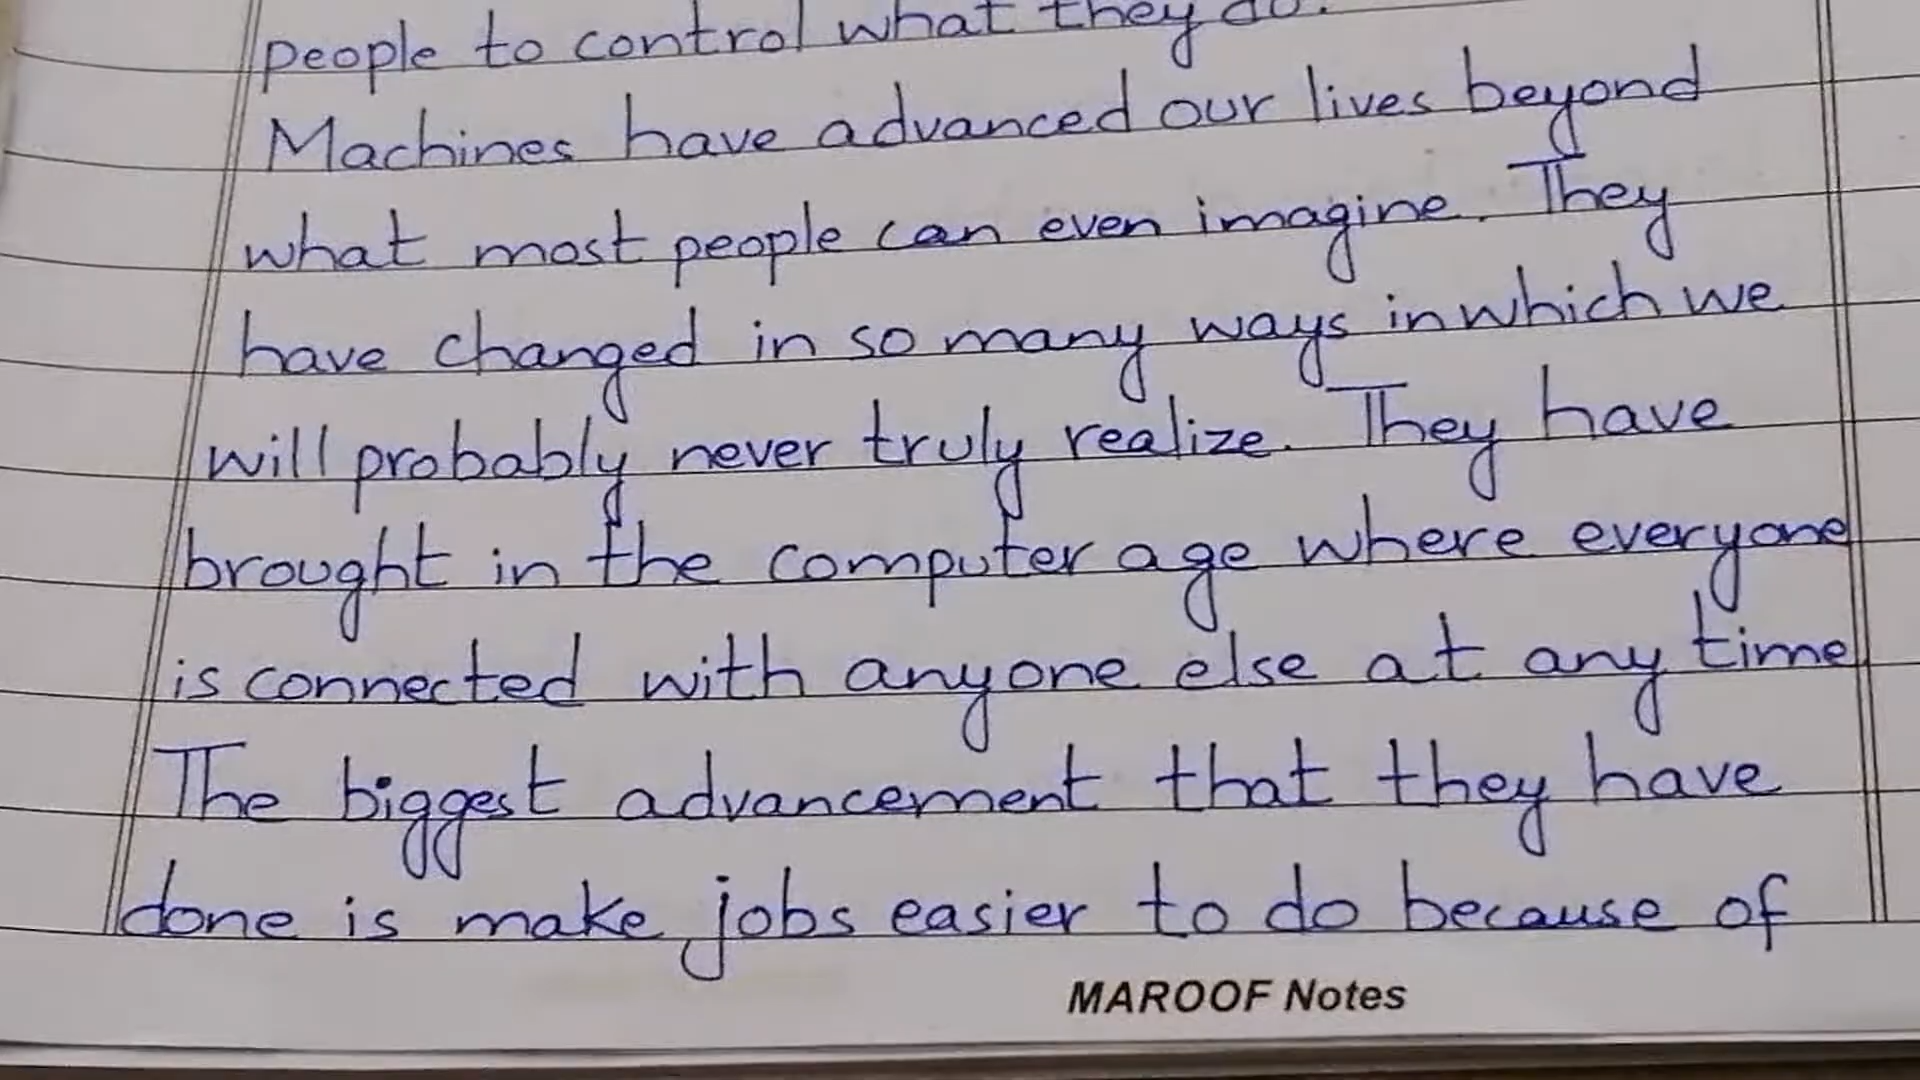 people to control what they do.
Machines have advanced our lives beyond
what most people can even imagine. They
have changed in so many ways in which we
will probably never truly realize. They have
brought in the computer age where everyone
is connected with anyone else at any time
The biggest advancement that they have
done is make jobs easier to do because of
MAROOF Notes